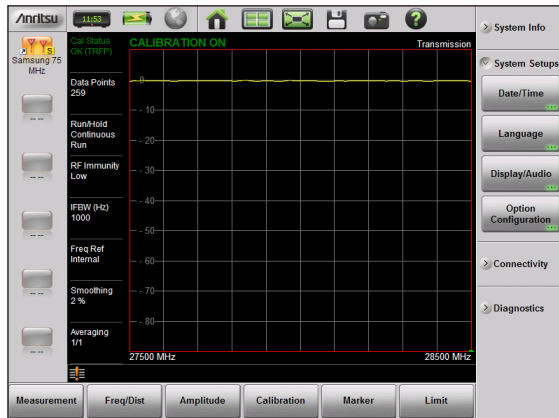 Anritsu
11:53
System Info
Samsung 75
MHz
Cal Status
OK (TRFP)
CALIBRATION ON
Transmission
System Setups
Data Points
259
0
Date/Time
-- --
Run/Hold
Continuous
Run
- 10
Language
- 20
RF Immunity
Low
- 30
Display/Audio
-- --
IFBW (Hz)
1000
- 40
Option
Configuration
- 50
Freq Ref
Internal
- 60
Connectivity
-- --
Smoothing
2 %
- 70
Diagnostics
- 80
Averaging
1/1
-- --
27500 MHz
28500 MHz
Measurement
Freq/Dist
Amplitude
Calibration
Marker
Limit